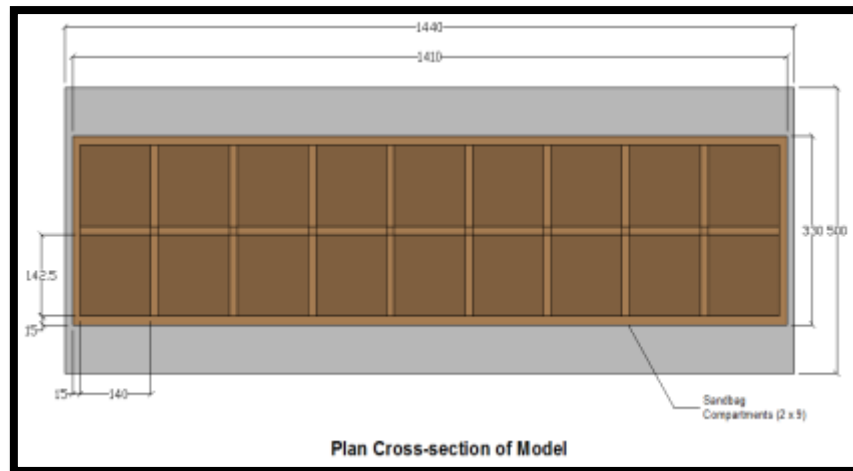 1440
1410
142.5
330 500
15
15 140
Sandbag
Compartments (2 x 9)
Plan Cross-section of Model